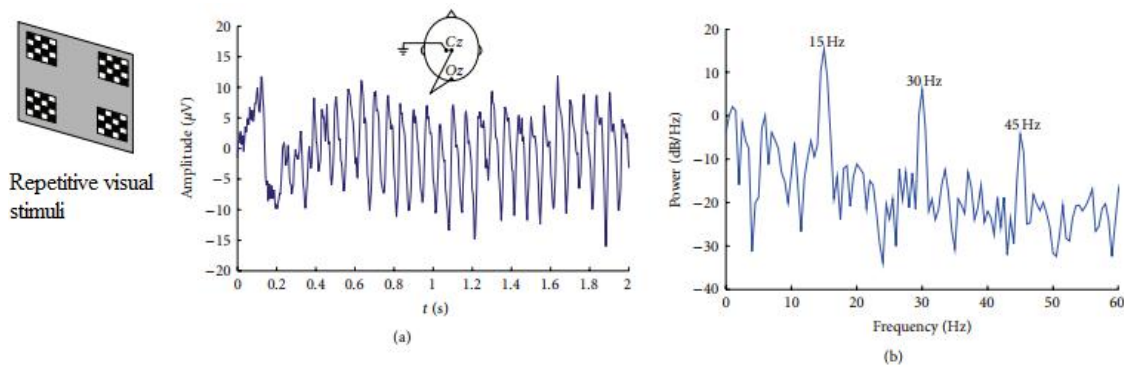 Repetitive visual
stimuli
Amplitude (μV)
20
15
10
5
0
−5
−10
−15
−20
Cz
Oz
0 0.2 0.4 0.6 0.8 1 1.2 1.4 1.6 1.8 2
t (s)
(a)
Power (dB/Hz)
20
10
0
−10
−20
−30
−40
15 Hz
30 Hz
45 Hz
0 10 20 30 40 50 60
Frequency (Hz)
(b)